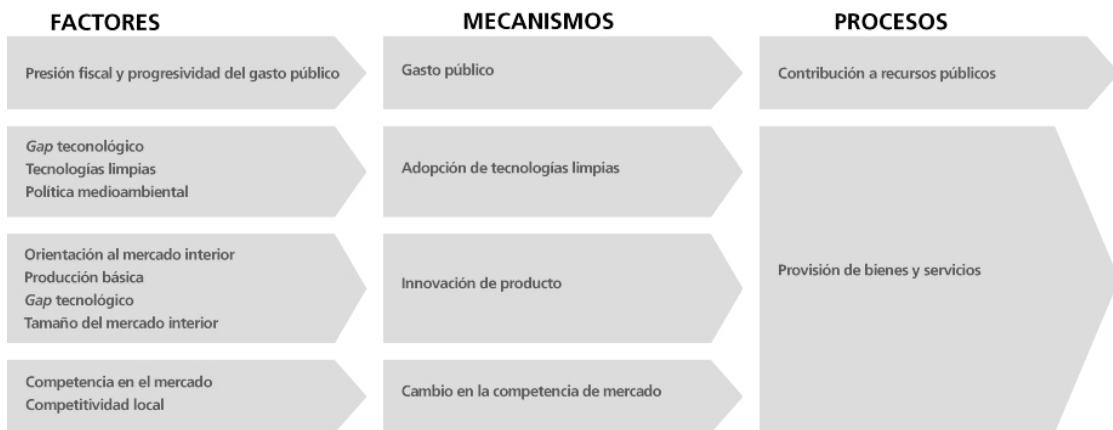 FACTORES
MECANISMOS
PROCESOS
Presión fiscal y progresividad del gasto público
Gasto público
Contribución a recursos públicos
Gap teconológico
Tecnologías limpias
Política medioambiental
Adopción de tecnologías limpias
Orientación al mercado interior
Producción básica
Gap tecnológico
Tamaño del mercado interior
Innovación de producto
Provisión de bienes y servicios
Competencia en el mercado
Competitividad local
Cambio en la competencia de mercado